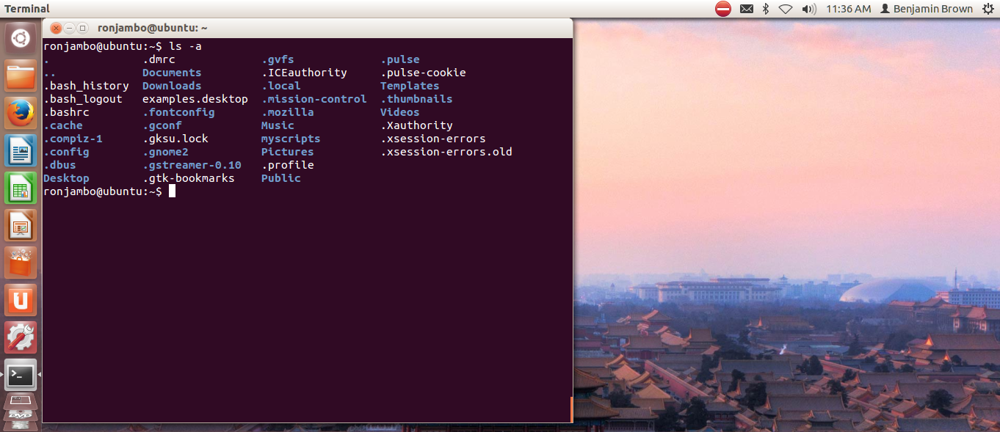 Terminal 11:36 AM Benjamin Brown
ronjambo@ubuntu: ~
ronjambo@ubuntu:~$ ls -a
. .dmrc .gvfs .pulse
.. Documents .ICEauthority .pulse-cookie
.bash_history Downloads .local Templates
.bash_logout examples.desktop .mission-control .thumbnails
.bashrc .fontconfig .mozilla Videos
.cache .gconf Music .Xauthority
.compiz-1 .gksu.lock myscripts .xsession-errors
.config .gnome2 Pictures .xsession-errors.old
.dbus .gstreamer-0.10 .profile
Desktop .gtk-bookmarks Public
ronjambo@ubuntu:~$
U
>_
DVD